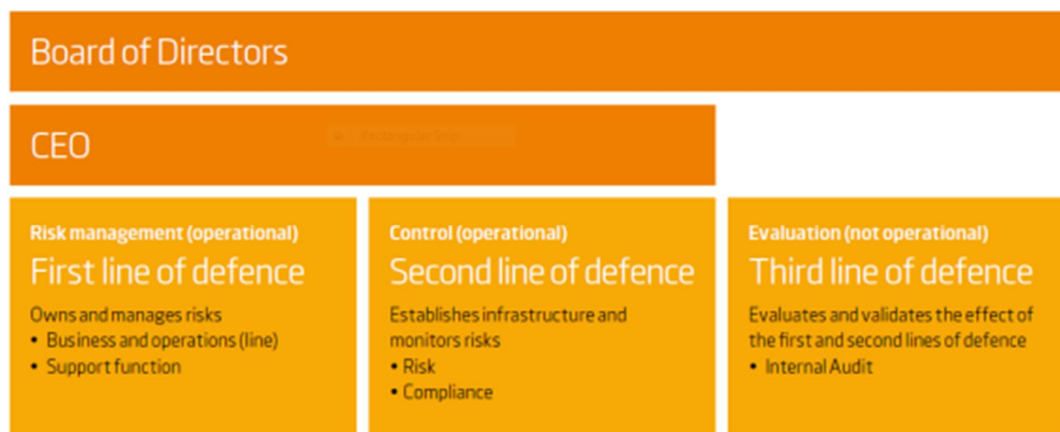 Board of Directors
CEO
Risk management (operational)
First line of defence
Owns and manages risks
• Business and operations (line)
• Support function
Control (operational)
Second line of defence
Establishes infrastructure and
monitors risks
• Risk
• Compliance
Evaluation (not operational)
Third line of defence
Evaluates and validates the effect of
the first and second lines of defence
• Internal Audit